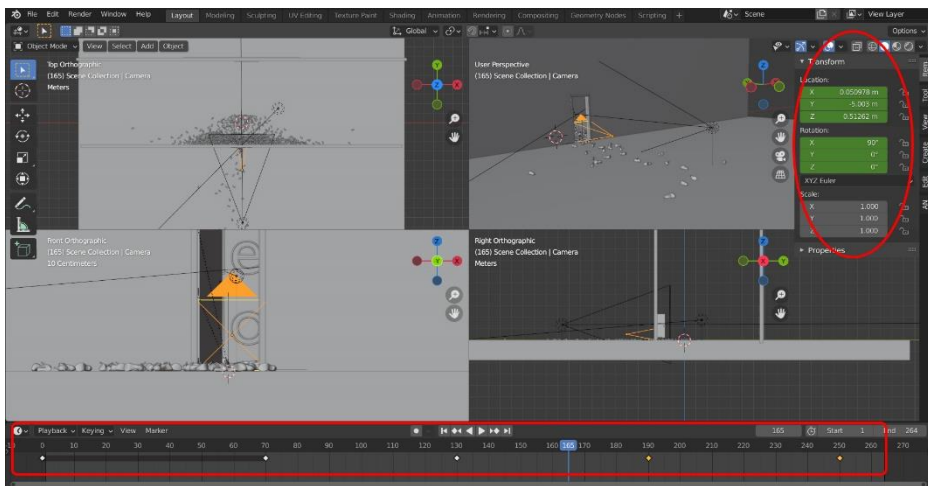 File Edit Render Window Help Layout Modeling Sculpting UV Editing Texture Paint Shading Animation Rendering Compositing Geometry Nodes Scripting + Scene View Layer
Global Options
Object Mode View Select Add Object
Top Orthographic
(165) Scene Collection | Camera
Meters
User Perspective
(165) Scene Collection | Camera
Meters
Transform
Location:
X 0.050978 m
Y -5.003 m
Z 0.51262 m
Rotation:
X 90°
Y 0°
Z 0°
XYZ Euler
Scale:
X 1.000
Y 1.000
Z 1.000
Properties
Item
Tool
View
Create
Edit
AN
Front Orthographic
(165) Scene Collection | Camera
10 Centimeters
Right Orthographic
(165) Scene Collection | Camera
Meters
Playback Keying View Marker 165 Start 1 End 264
0 10 20 30 40 50 60 70 80 90 100 110 120 130 140 150 160 165 170 180 190 200 210 220 230 240 250 260 270